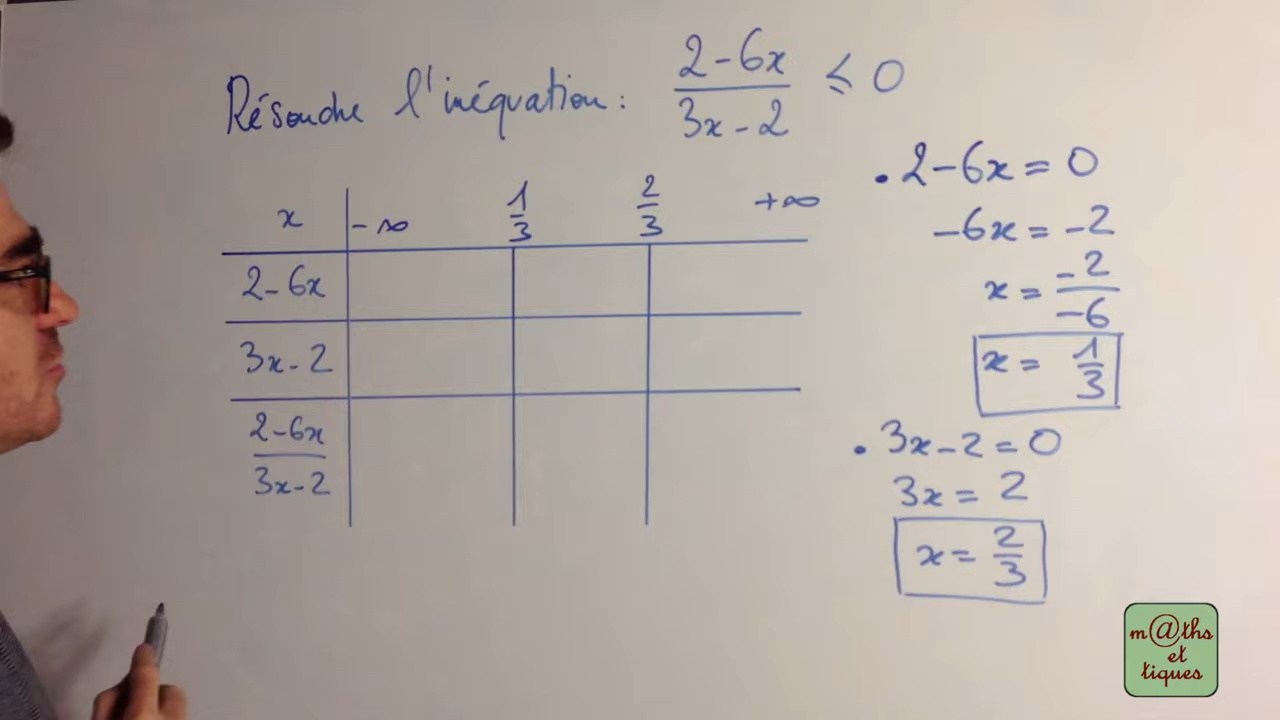 Résoudre l'inéquation : (2-6x)/(3x-2) ≤ 0
x -∞ 1/3 2/3 +∞
2-6x
3x-2
(2-6x)/(3x-2)
• 2-6x = 0
-6x = -2
x = -2/-6
x = 1/3
• 3x-2 = 0
3x = 2
x = 2/3
m@ths
et
tiques